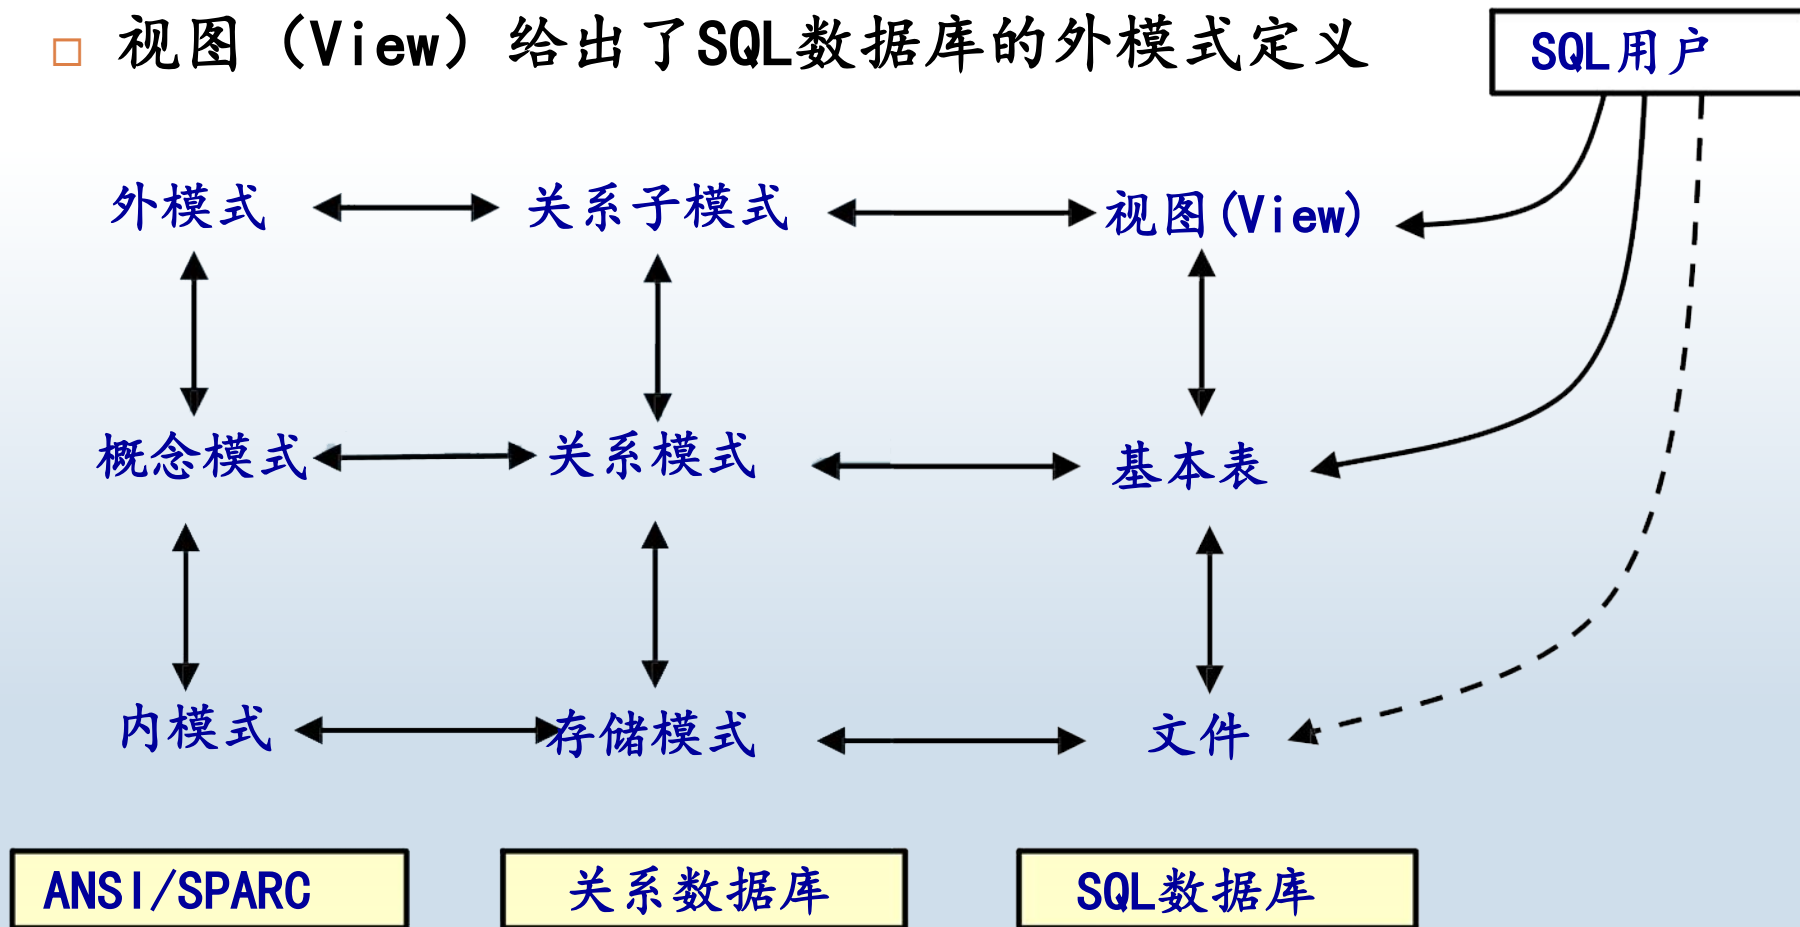 视图（View）给出了SQL数据库的外模式定义
SQL用户
外模式 关系子模式 视图(View)
概念模式 关系模式 基本表
内模式 存储模式 文件
ANSI/SPARC 关系数据库 SQL数据库